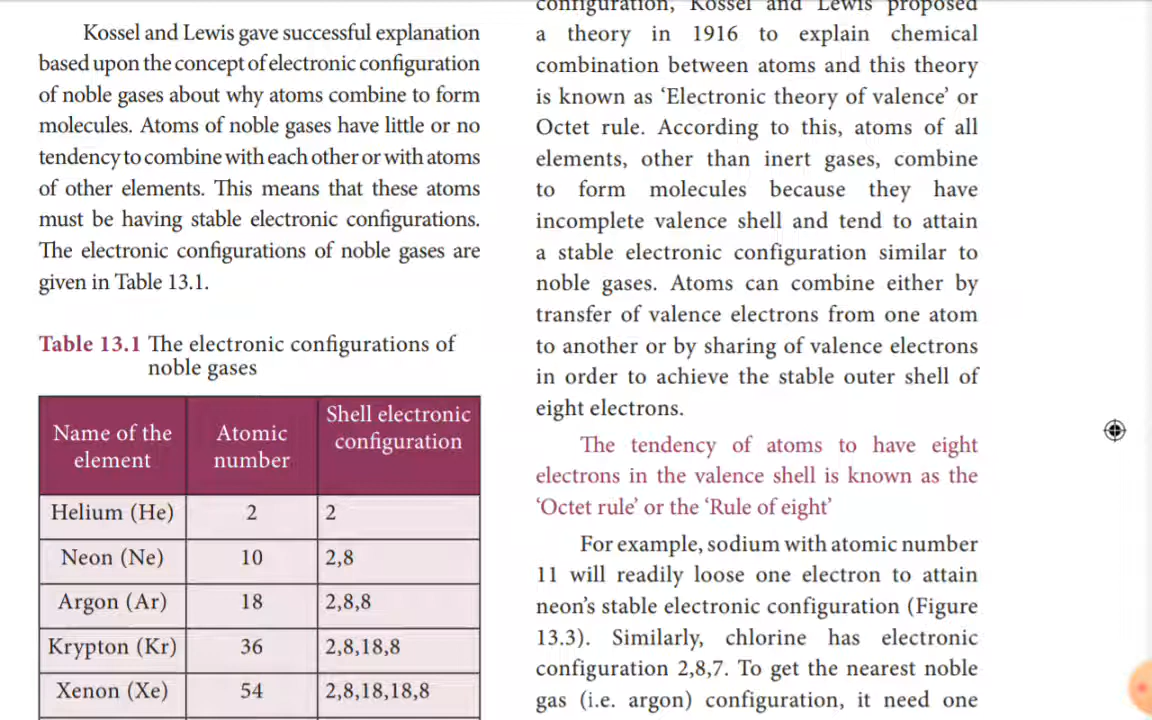 Kossel and Lewis gave successful explanation
based upon the concept of electronic configuration
of noble gases about why atoms combine to form
molecules. Atoms of noble gases have little or no
tendency to combine with each other or with atoms
of other elements. This means that these atoms
must be having stable electronic configurations.
The electronic configurations of noble gases are
given in Table 13.1.
Table 13.1 The electronic configurations of
noble gases
Name of the element Atomic number Shell electronic configuration
Helium (He) 2 2
Neon (Ne) 10 2,8
Argon (Ar) 18 2,8,8
Krypton (Kr) 36 2,8,18,8
Xenon (Xe) 54 2,8,18,18,8
configuration, Kossel and Lewis proposed
a theory in 1916 to explain chemical
combination between atoms and this theory
is known as ‘Electronic theory of valence’ or
Octet rule. According to this, atoms of all
elements, other than inert gases, combine
to form molecules because they have
incomplete valence shell and tend to attain
a stable electronic configuration similar to
noble gases. Atoms can combine either by
transfer of valence electrons from one atom
to another or by sharing of valence electrons
in order to achieve the stable outer shell of
eight electrons.
The tendency of atoms to have eight
electrons in the valence shell is known as the
‘Octet rule’ or the ‘Rule of eight’
For example, sodium with atomic number
11 will readily loose one electron to attain
neon’s stable electronic configuration (Figure
13.3). Similarly, chlorine has electronic
configuration 2,8,7. To get the nearest noble
gas (i.e. argon) configuration, it need one